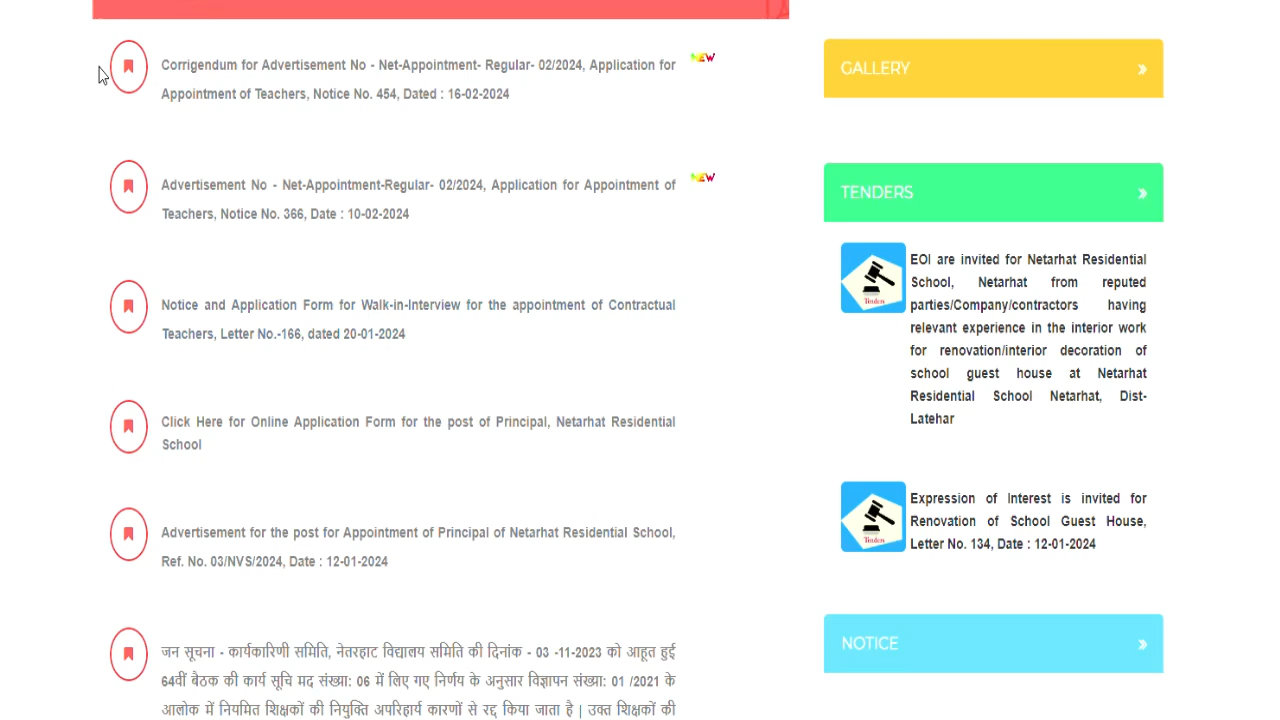 Corrigendum for Advertisement No - Net-Appointment- Regular- 02/2024, Application for
Appointment of Teachers, Notice No. 454, Dated : 16-02-2024
NEW
Advertisement No - Net-Appointment-Regular- 02/2024, Application for Appointment of
Teachers, Notice No. 366, Date : 10-02-2024
NEW
Notice and Application Form for Walk-in-Interview for the appointment of Contractual
Teachers, Letter No.-166, dated 20-01-2024
Click Here for Online Application Form for the post of Principal, Netarhat Residential
School
Advertisement for the post for Appointment of Principal of Netarhat Residential School,
Ref. No. 03/NVS/2024, Date : 12-01-2024
जन सूचना - कार्यकारिणी समिति, नेतरहाट विद्यालय समिति की दिनांक - 03 -11-2023 को आहूत हुई
64वीं बैठक की कार्य सूचि मद संख्या: 06 में लिए गए निर्णय के अनुसार विज्ञापन संख्या: 01 /2021 के
आलोक में नियमित शिक्षकों की नियुक्ति अपरिहार्य कारणों से रद्द किया जाता है | उक्त शिक्षकों की
GALLERY
TENDERS
EOI are invited for Netarhat Residential
School, Netarhat from reputed
parties/Company/contractors having
relevant experience in the interior work
for renovation/interior decoration of
school guest house at Netarhat
Residential School Netarhat, Dist-
Latehar
Tender
Expression of Interest is invited for
Renovation of School Guest House,
Letter No. 134, Date : 12-01-2024
Tender
NOTICE